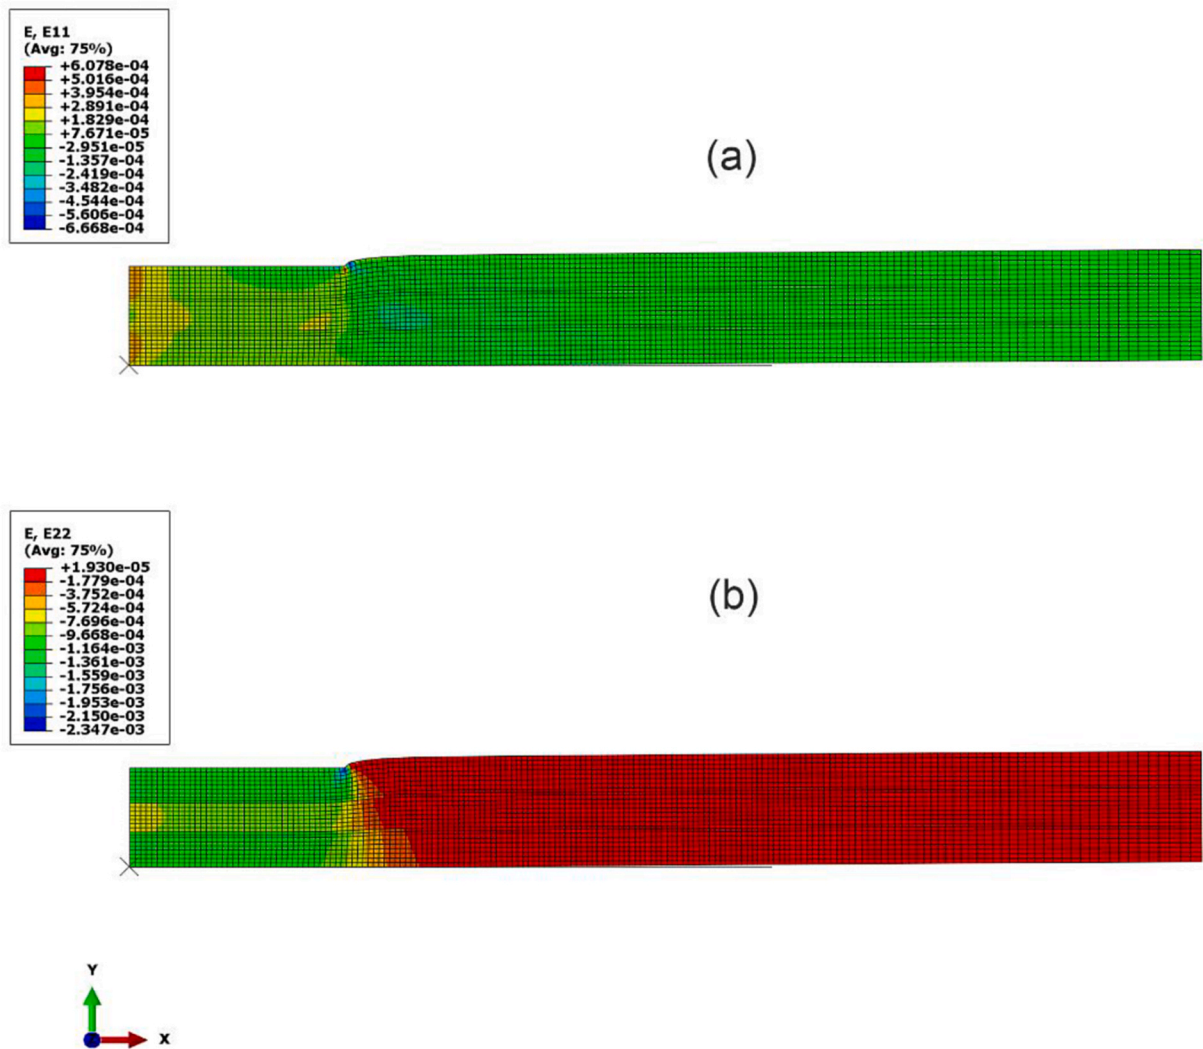 E, E11
(Avg: 75%)
+6.078e-04
+5.016e-04
+3.954e-04
+2.891e-04
+1.829e-04
+7.671e-05
-2.951e-05
-1.357e-04
-2.419e-04
-3.482e-04
-4.544e-04
-5.606e-04
-6.668e-04
(a)
E, E22
(Avg: 75%)
+1.930e-05
-1.779e-04
-3.752e-04
-5.724e-04
-7.696e-04
-9.668e-04
-1.164e-03
-1.361e-03
-1.559e-03
-1.756e-03
-1.953e-03
-2.150e-03
-2.347e-03
(b)
Y
Z
X